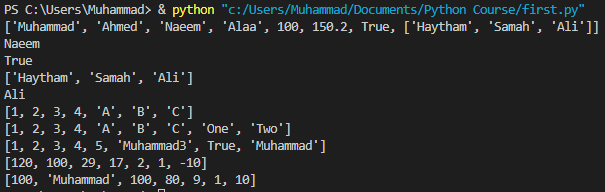 PS C:\Users\Muhammad> & python "c:/Users/Muhammad/Documents/Python Course/first.py"
['Muhammad', 'Ahmed', 'Naeem', 'Alaa', 100, 150.2, True, ['Haytham', 'Samah', 'Ali']]
Naeem
True
['Haytham', 'Samah', 'Ali']
Ali
[1, 2, 3, 4, 'A', 'B', 'C']
[1, 2, 3, 4, 'A', 'B', 'C', 'One', 'Two']
[1, 2, 3, 4, 5, 'Muhammad3', True, 'Muhammad']
[120, 100, 29, 17, 2, 1, -10]
[100, 'Muhammad', 100, 80, 9, 1, 10]